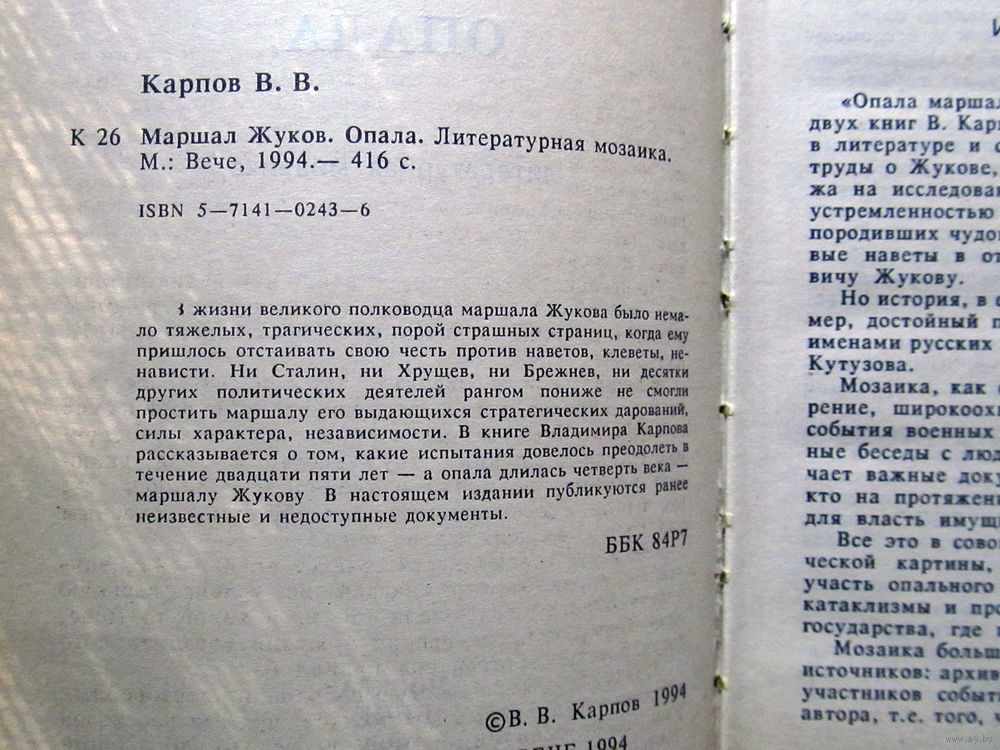 Карпов В. В.
К 26 Маршал Жуков. Опала. Литературная мозаика.
М.: Вече, 1994.— 416 с.
ISBN 5—7141—0243—6
жизни великого полководца маршала Жукова было нема-
ло тяжелых, трагических, порой страшных страниц, когда ему
пришлось отстаивать свою честь против наветов, клеветы, не-
нависти. Ни Сталин, ни Хрущев, ни Брежнев, ни десятки
других политических деятелей рангом пониже не смогли
простить маршалу его выдающихся стратегических дарований,
силы характера, независимости. В книге Владимира Карпова
рассказывается о том, какие испытания довелось преодолеть в
течение двадцати пяти лет — а опала длилась четверть века —
маршалу Жукову В настоящем издании публикуются ранее
неизвестные и недоступные документы.
ББК 84Р7
©В. В. Карпов 1994
1994
«Опала маршал
двух книг В. Кар
в литературе и с
труды о Жукове,
жа на исследован
устремленностью
породивших чудо
вые наветы в от
вичу Жукову.
Но история, в
мер, достойный п
именами русских
Кутузова.
Мозаика, как
рение, широкоох
события военных
ные беседы с люд
чает важные доку
кто на протяжен
для власть имущ
Все это в сово
ческой картины,
участь опального
катаклизмы и про
государства, где
Мозаика больш
источников: архив
участников событ
автора, т.е. того, ч
www.ay.by